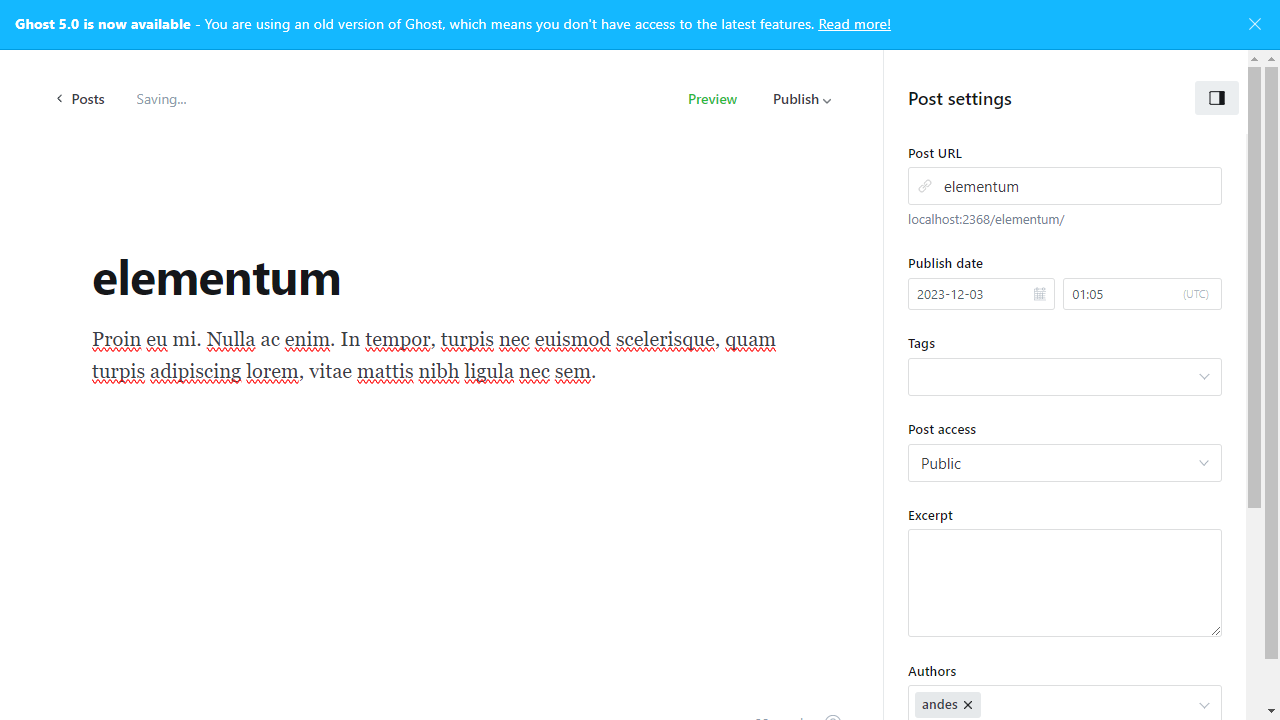 Ghost 5.0 is now available - You are using an old version of Ghost, which means you don't have access to the latest features. Read more!
Posts
Saving...
Preview
Publish
Post settings
Post URL
elementum
localhost:2368/elementum/
Publish date
2023-12-03
01:05
(UTC)
Tags
Post access
Public
Excerpt
Authors
andes
elementum
Proin eu mi. Nulla ac enim. In tempor, turpis nec euismod scelerisque, quam
turpis adipiscing lorem, vitae mattis nibh ligula nec sem.